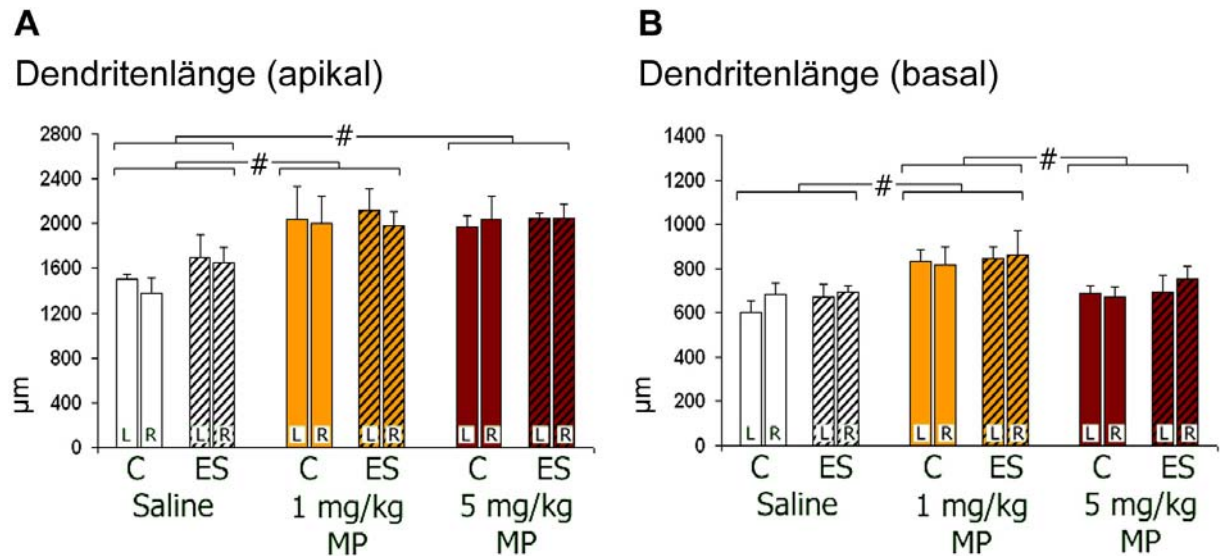 A
Dendritenlänge (apikal)
#
#
2800
2400
2000
1600
1200
800
400
0
µm
L R L R L R L R L R L R
C ES C ES C ES
Saline 1 mg/kg 5 mg/kg
MP MP
B
Dendritenlänge (basal)
#
#
1400
1200
1000
800
600
400
200
0
µm
L R L R L R L R L R L R
C ES C ES C ES
Saline 1 mg/kg 5 mg/kg
MP MP